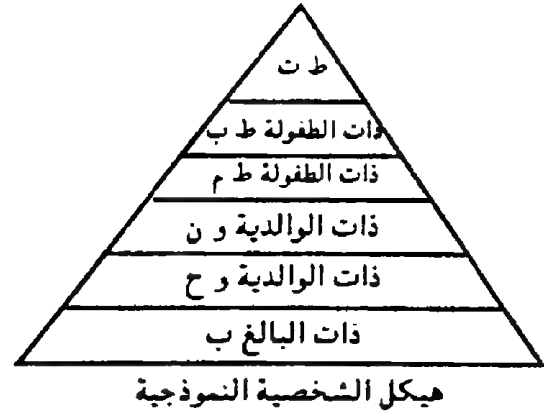 ط ت
ذات الطفولة ط ب
ذات الطفولة ط م
ذات الوالدية و ن
ذات الوالدية و ح
ذات البالغ ب
هيكل الشخصية النموذجية